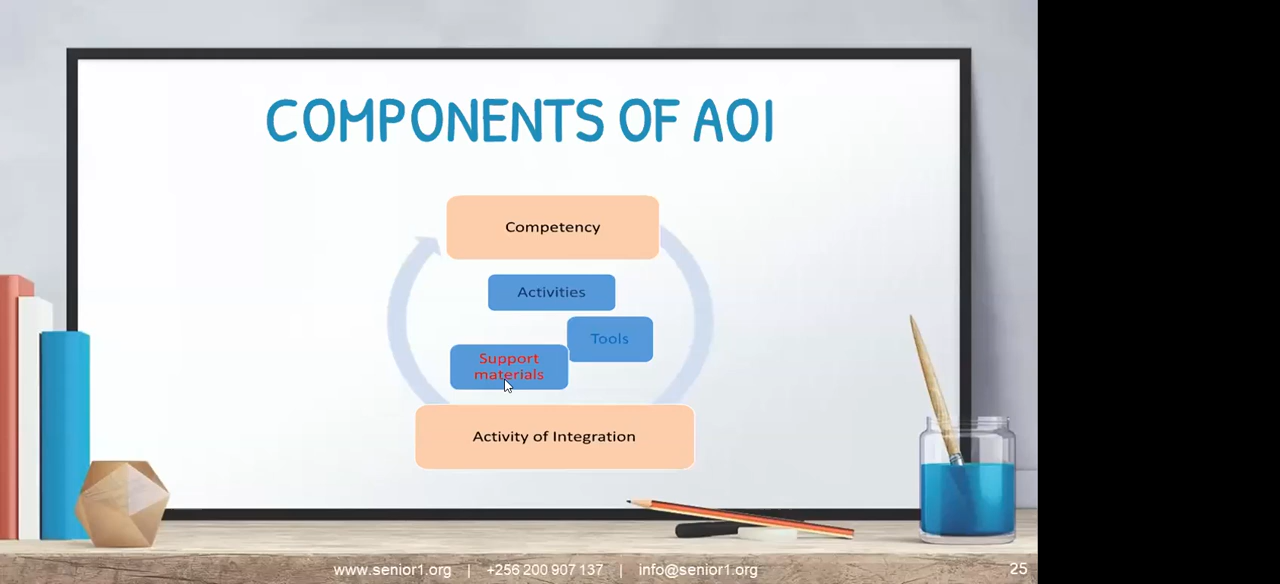 COMPONENTS OF AOI
Competency
Activities
Tools
Support
materials
Activity of Integration
www.senior1.org | +256 200 907 137 | info@senior1.org
25